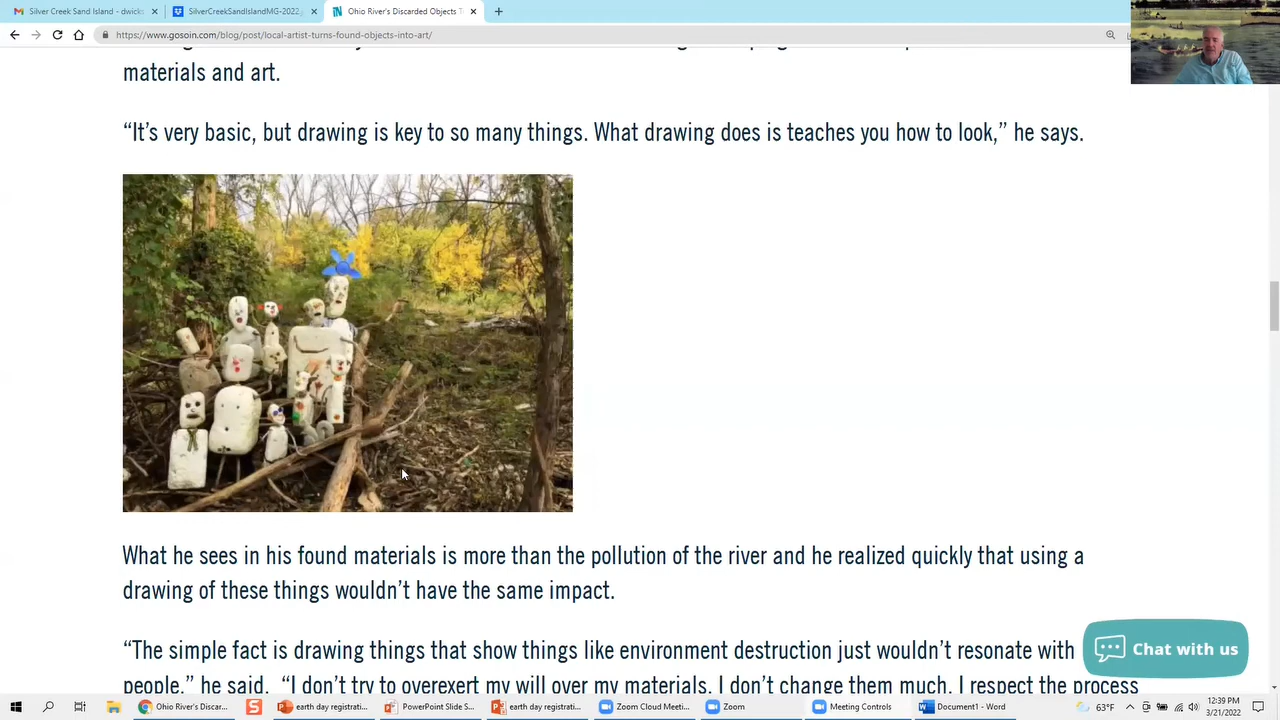 Silver Creek Sand Island - dwicks
SilverCreekSandIslandMG-2022.
Ohio River's Discarded Objects T
https://www.gosoin.com/blog/post/local-artist-turns-found-objects-into-art/
materials and art.
“It’s very basic, but drawing is key to so many things. What drawing does is teaches you how to look,” he says.
What he sees in his found materials is more than the pollution of the river and he realized quickly that using a
drawing of these things wouldn’t have the same impact.
“The simple fact is drawing things that show things like environment destruction just wouldn’t resonate with
people,” he said. “I don’t try to overexert my will over my materials. I don’t change them much. I respect the process
Chat with us
Ohio River's Discar...
earth day registrati...
PowerPoint Slide S...
earth day registrati...
Zoom Cloud Meeti...
Zoom
Meeting Controls
Document1 - Word
63°F
12:39 PM
3/21/2022